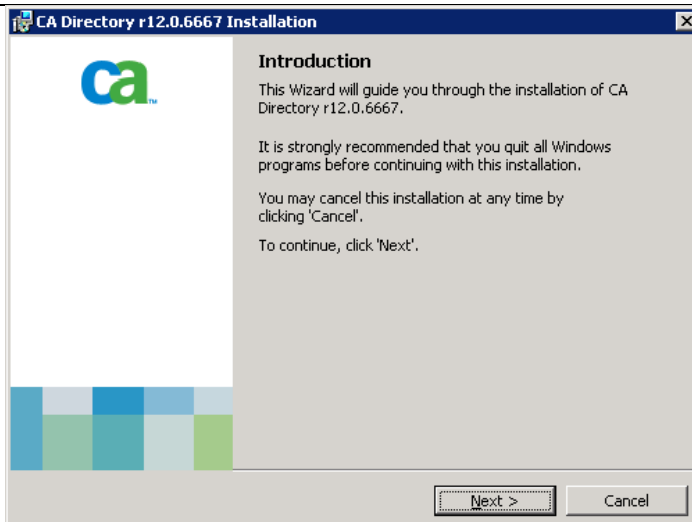 CA Directory r12.0.6667 Installation
ca
Introduction
This Wizard will guide you through the installation of CA
Directory r12.0.6667.
It is strongly recommended that you quit all Windows
programs before continuing with this installation.
You may cancel this installation at any time by
clicking 'Cancel'.
To continue, click 'Next'.
Next >
Cancel